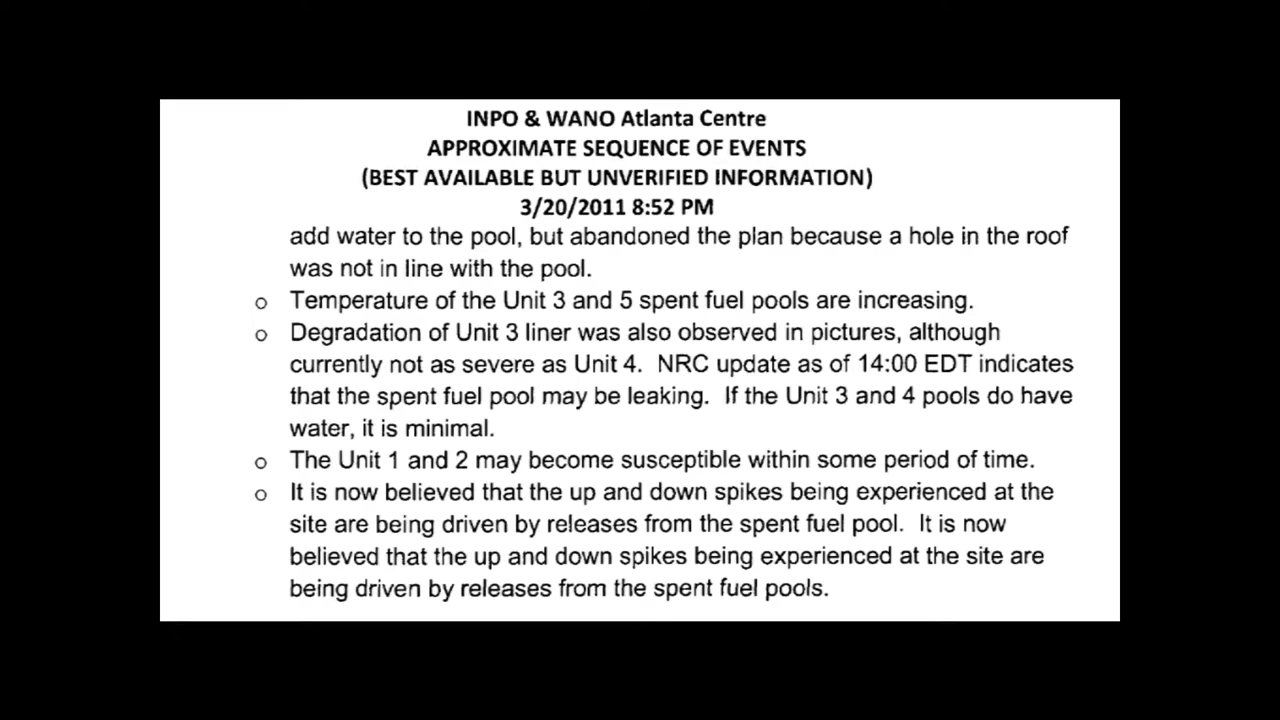 INPO & WANO Atlanta Centre
APPROXIMATE SEQUENCE OF EVENTS
(BEST AVAILABLE BUT UNVERIFIED INFORMATION)
3/20/2011 8:52 PM
add water to the pool, but abandoned the plan because a hole in the roof
was not in line with the pool.
o Temperature of the Unit 3 and 5 spent fuel pools are increasing.
o Degradation of Unit 3 liner was also observed in pictures, although
currently not as severe as Unit 4. NRC update as of 14:00 EDT indicates
that the spent fuel pool may be leaking. If the Unit 3 and 4 pools do have
water, it is minimal.
o The Unit 1 and 2 may become susceptible within some period of time.
o It is now believed that the up and down spikes being experienced at the
site are being driven by releases from the spent fuel pool. It is now
believed that the up and down spikes being experienced at the site are
being driven by releases from the spent fuel pools.